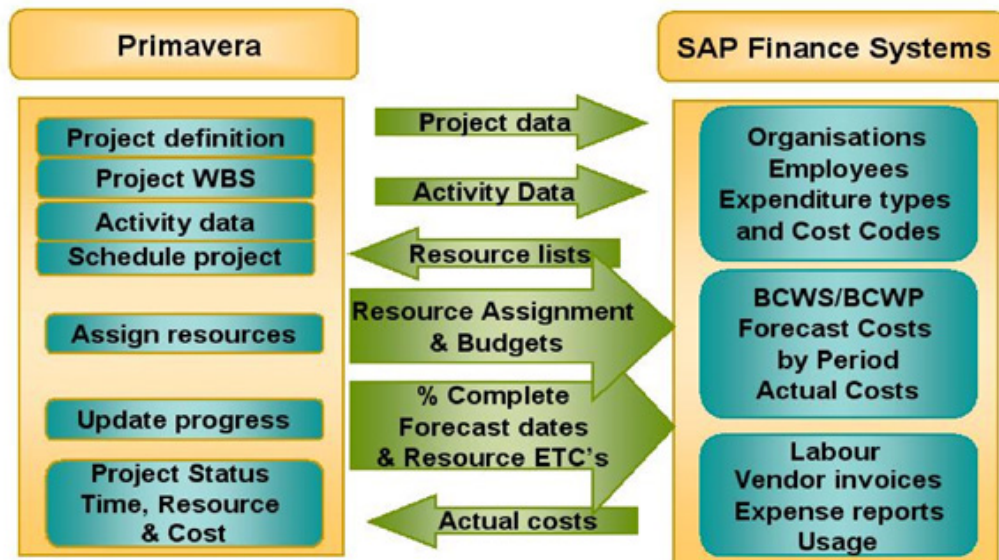 Primavera
SAP Finance Systems
Project definition
Project WBS
Activity data
Schedule project
Assign resources
Update progress
Project Status
Time, Resource
& Cost
Project data
Activity Data
Resource lists
Resource Assignment
& Budgets
% Complete
Forecast dates
& Resource ETC's
Actual costs
Organisations
Employees
Expenditure types
and Cost Codes
BCWS/BCWP
Forecast Costs
by Period
Actual Costs
Labour
Vendor invoices
Expense reports
Usage